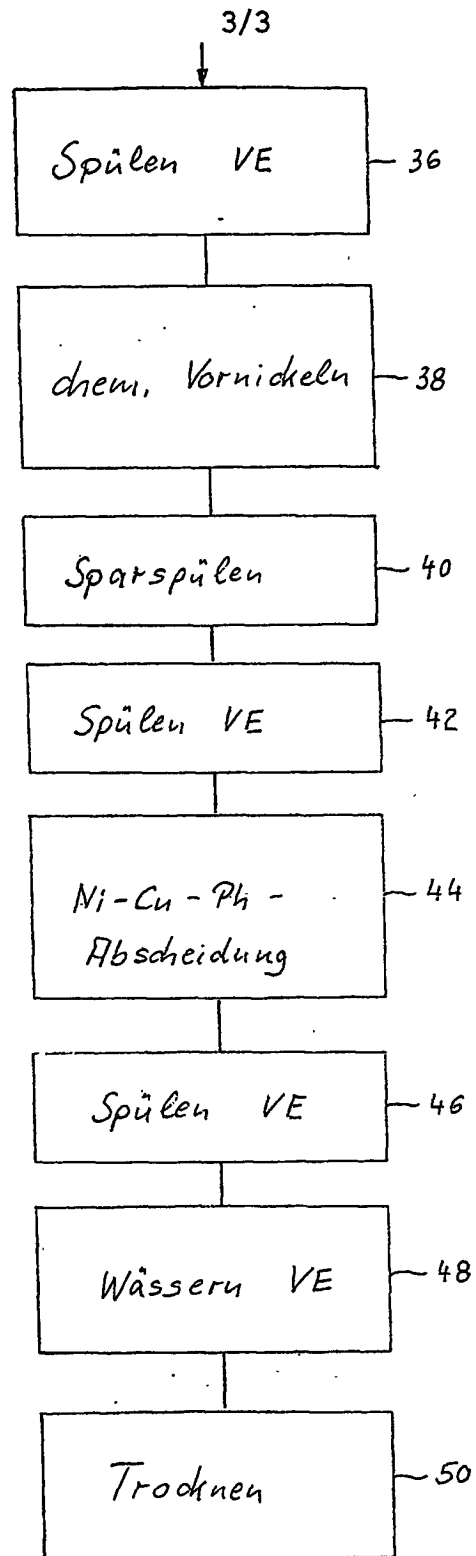 3/3
Spülen VE
36
chem. Vornickeln
38
Sparspülen
40
Spülen VE
42
Ni-Cu-Ph-
Abscheidung
44
Spülen VE
46
Wässern VE
48
Trocknen
50